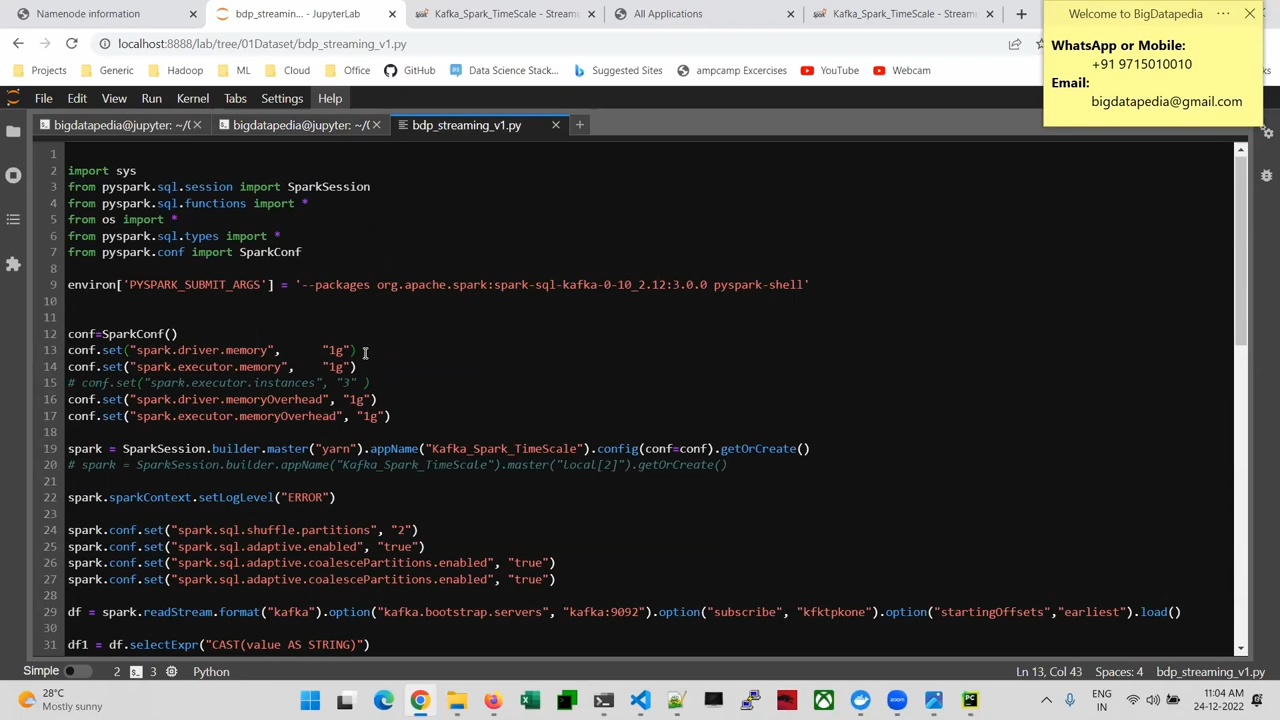 Namenode information
bdp_streamin... - JupyterLab
Kafka_Spark_TimeScale - Stream
All Applications
Kafka_Spark_TimeScale - Stream
Welcome to BigDatapedia
localhost:8888/lab/tree/01Dataset/bdp_streaming_v1.py
WhatsApp or Mobile:
+91 9715010010
Email:
bigdatapedia@gmail.com
Projects Generic Hadoop ML Cloud Office GitHub Data Science Stack... Suggested Sites ampcamp Excercises YouTube Webcam
File Edit View Run Kernel Tabs Settings Help
bigdatapedia@jupyter: ~/( bigdatapedia@jupyter: ~/( bdp_streaming_v1.py
1
2 import sys
3 from pyspark.sql.session import SparkSession
4 from pyspark.sql.functions import *
5 from os import *
6 from pyspark.sql.types import *
7 from pyspark.conf import SparkConf
8
9 environ['PYSPARK_SUBMIT_ARGS'] = '--packages org.apache.spark:spark-sql-kafka-0-10_2.12:3.0.0 pyspark-shell'
10
11
12 conf=SparkConf()
13 conf.set("spark.driver.memory", "1g")
14 conf.set("spark.executor.memory", "1g")
15 # conf.set("spark.executor.instances", "3" )
16 conf.set("spark.driver.memoryOverhead", "1g")
17 conf.set("spark.executor.memoryOverhead", "1g")
18
19 spark = SparkSession.builder.master("yarn").appName("Kafka_Spark_TimeScale").config(conf=conf).getOrCreate()
20 # spark = SparkSession.builder.appName("Kafka_Spark_TimeScale").master("Local[2]").getOrCreate()
21
22 spark.sparkContext.setLogLevel("ERROR")
23
24 spark.conf.set("spark.sql.shuffle.partitions", "2")
25 spark.conf.set("spark.sql.adaptive.enabled", "true")
26 spark.conf.set("spark.sql.adaptive.coalescePartitions.enabled", "true")
27 spark.conf.set("spark.sql.adaptive.coalescePartitions.enabled", "true")
28
29 df = spark.readStream.format("kafka").option("kafka.bootstrap.servers", "kafka:9092").option("subscribe", "kfktpkone").option("startingOffsets","earliest").load()
30
31 df1 = df.selectExpr("CAST(value AS STRING)")
Simple 2 3 Python Ln 13, Col 43 Spaces: 4 bdp_streaming_v1.py
28°C
Mostly sunny
ENG
IN
11:04 AM
24-12-2022